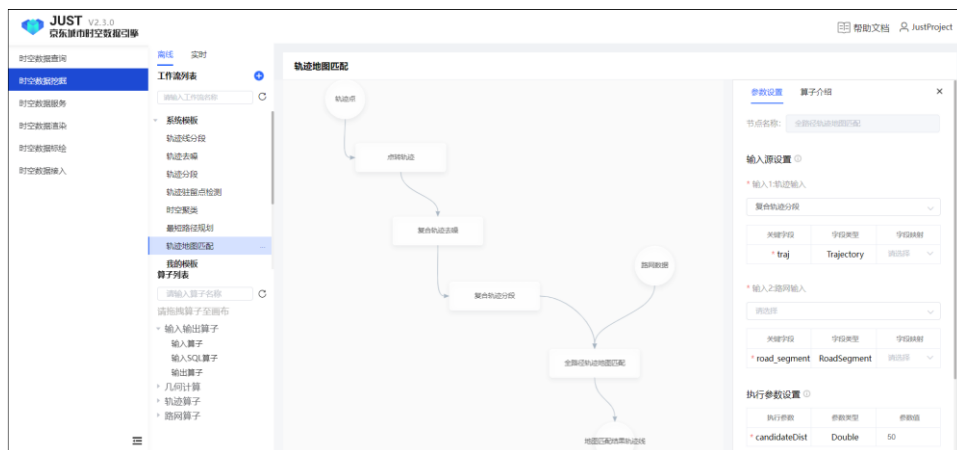 JUST V2.3.0
京东城市时空数据引擎
帮助文档 JustProject
时空数据查询
时空数据挖掘
时空数据服务
时空数据渲染
时空数据标绘
时空数据接入
离线 实时
工作流列表
请输入工作流名称
系统模板
轨迹线分段
轨迹去噪
轨迹分段
轨迹驻留点检测
时空聚类
最短路径规划
轨迹地图匹配
我的模板
算子列表
请输入算子名称
请拖拽算子至画布
输入输出算子
输入算子
输入SQL算子
输出算子
几何计算
轨迹算子
路网算子
轨迹地图匹配
轨迹点
点转轨迹
复合轨迹去噪
路网数据
复合轨迹分段
全路径轨迹地图匹配
地图匹配结果轨迹线
参数设置 算子介绍
节点名称: 全路径轨迹地图匹配
输入源设置
* 输入1:轨迹输入
复合轨迹分段
关键字段 字段类型 字段映射
* traj Trajectory 请选择
* 输入2:路网输入
请选择
关键字段 字段类型 字段映射
* road_segment RoadSegment 请选择
执行参数设置
执行参数 参数类型 参数值
* candidateDist Double 50